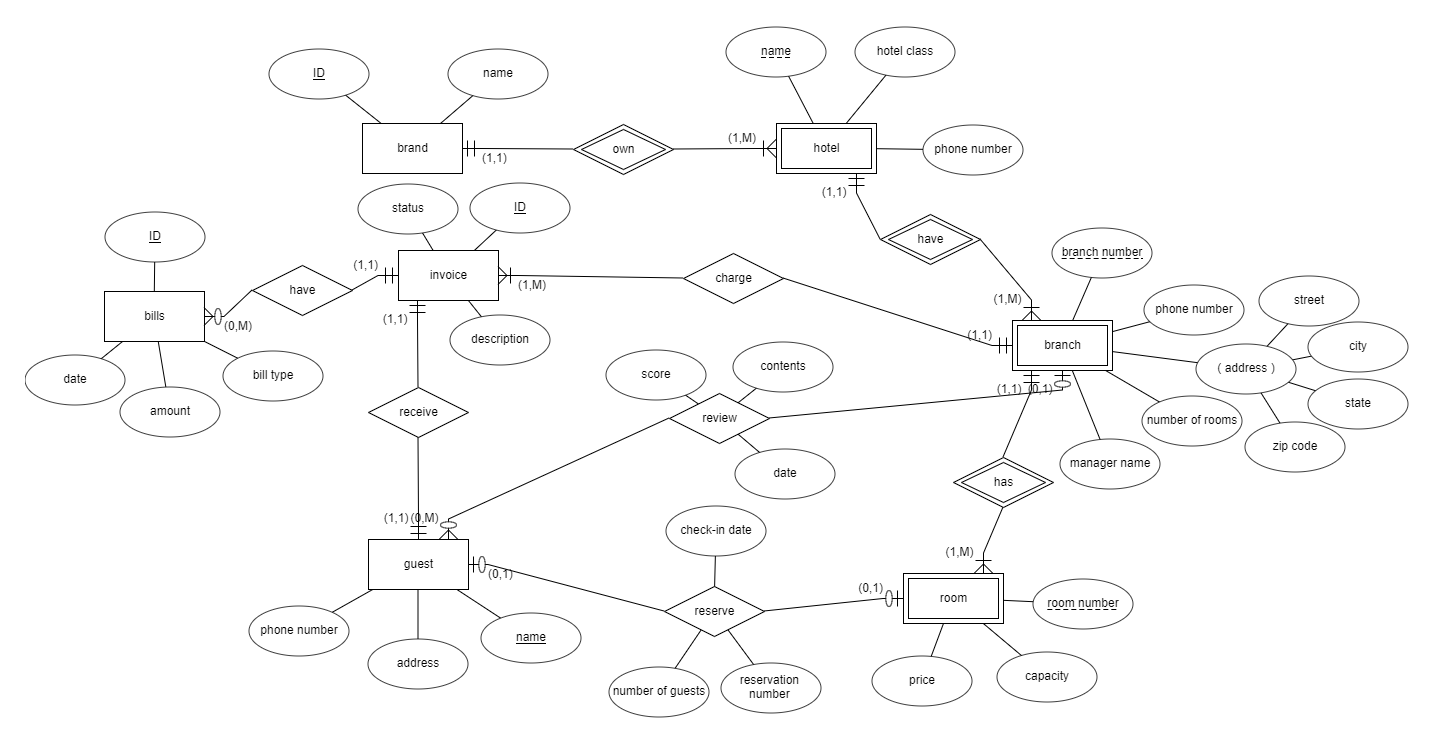 name
hotel class
ID
name
brand
(1,1)
own
(1,M)
hotel
phone number
(1,1)
status
ID
ID
have
branch number
(1,1)
invoice
(1,M)
charge
have
(1,M)
phone number
street
bills
(0,M)
(1,1)
description
(1,1)
branch
city
( address )
date
bill type
amount
score
contents
(1,1)
(0,1)
state
receive
review
number of rooms
zip code
manager name
date
has
(1,1)
(0,M)
check-in date
(1,M)
guest
(0,1)
(0,1)
room
room number
reserve
phone number
name
address
price
capacity
number of guests
reservation
number